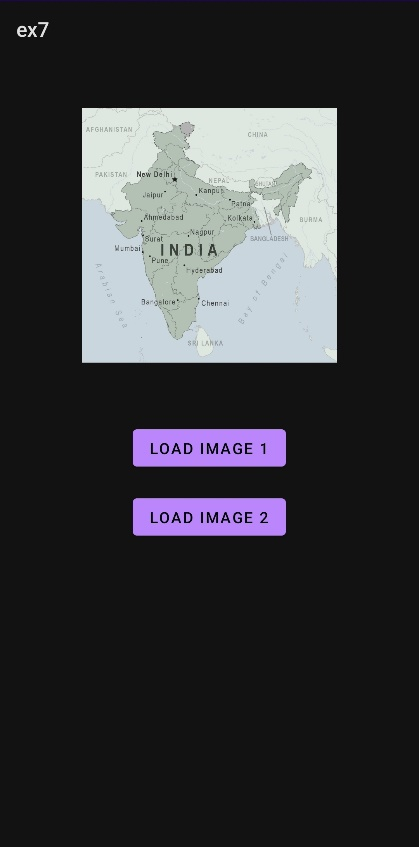 ex7
AFGHANISTAN
CHINA
PAKISTAN
New Delhi
NEPAL
BHUTAN
Jaipur
Kanpur
Patna
Ahmedabad
Kolkata
BURMA
Surat
Nagpur
BANGLADESH
Mumbai
INDIA
Pune
Hyderabad
Arabian Sea
Bay of Bengal
Bangalore
Chennai
SRI LANKA
LOAD IMAGE 1
LOAD IMAGE 2